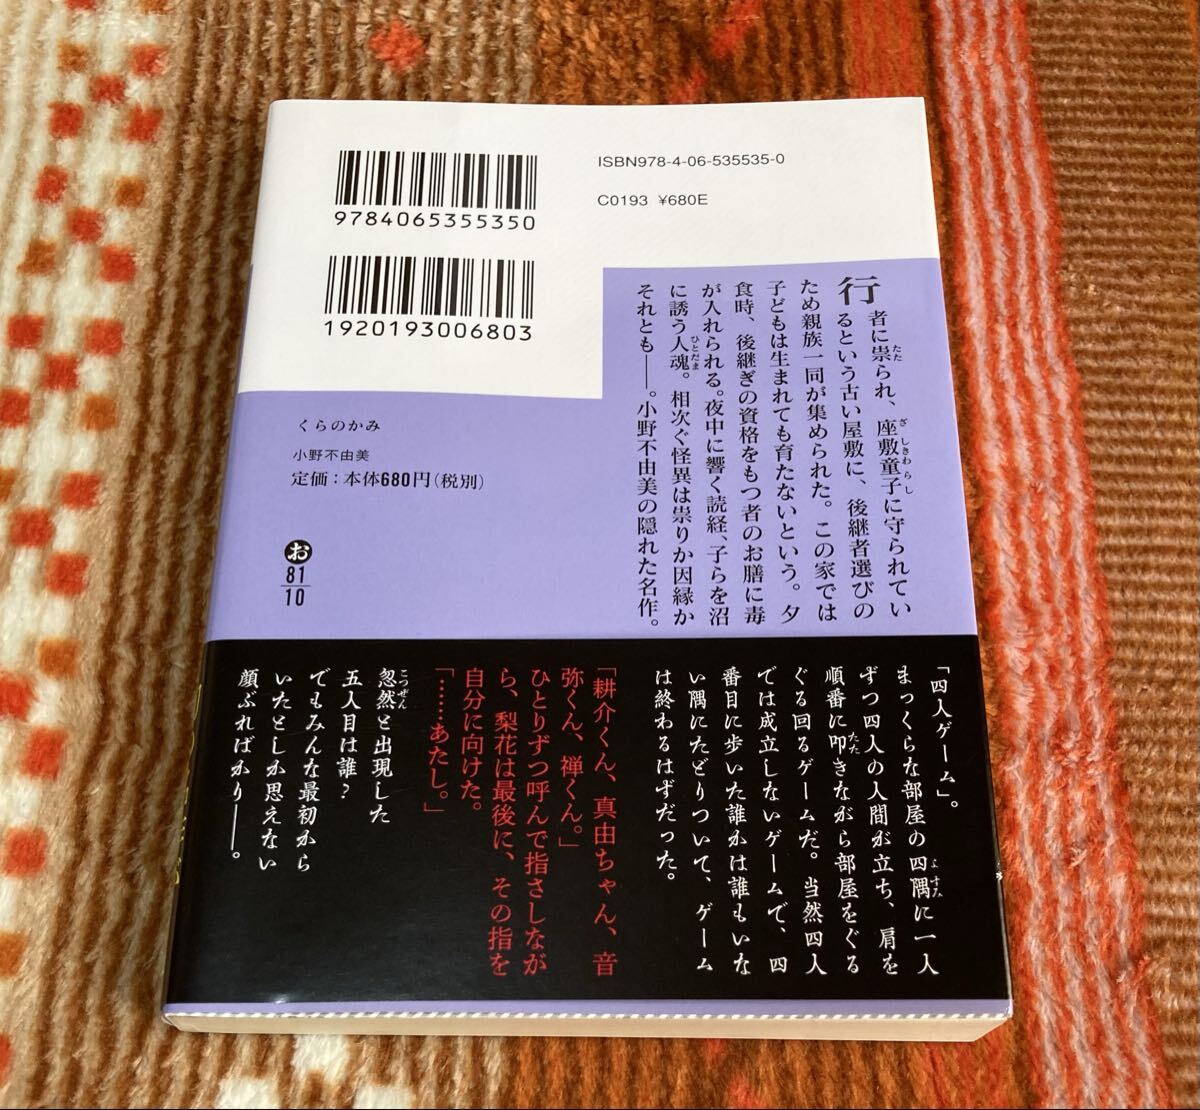 ISBN978-4-06-535535-0
C0193 ¥680E
9784065355350
1920193006803
行者に祟られ、座敷童子に守られてい
るという古い屋敷に、後継者選びの
ため親族一同が集められた。この家では
子どもは生まれても育たないという。夕
食時、後継ぎの資格をもつ者のお膳に毒
が入れられる。夜中に響く読経、子らを沼
に誘う人魂。相次ぐ怪異は祟りか因縁か
それとも——。小野不由美の隠れた名作。
くらのかみ
小野不由美
定価：本体680円（税別）
お
81
10
「四人ゲーム」。
まっくらな部屋の四隅に一人
ずつ四人の人間が立ち、肩を
順番に叩きながら部屋をぐる
ぐる回るゲームだ。当然四人
では成立しないゲームで、四
番目に歩いた誰かは誰もいな
い隅にたどりついて、ゲーム
は終わるはずだった。
「耕介くん、真由ちゃん、音
弥くん、禅くん。」
ひとりずつ呼んで指さしなが
ら、梨花は最後に、その指を
自分に向けた。
「……あたし。」
忽然と出現した
五人目は誰？
でもみんな最初から
いたとしか思えない
顔ぶればかり——。